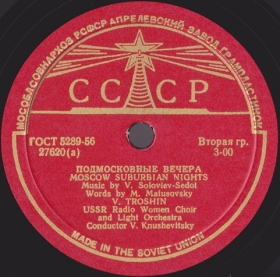 МОСОБЛСОВНАРХОЗ РСФСР АПРЕЛЕВСКИЙ ЗАВОД ГРАМПЛАСТИНОК
СССР
ГОСТ 5289-56
27620(а)
Вторая гр.
3-00
ПОДМОСКОВНЫЕ ВЕЧЕРА
MOSCOW SUBURBIAN NIGHTS
Music by V. Soloviev-Sedoi
Words by M. Matusovsky
V. TROSHIN
USSR Radio Women Choir
and Light Orchestra
Conductor V. Knushevitsky
MADE IN THE SOVIET UNION